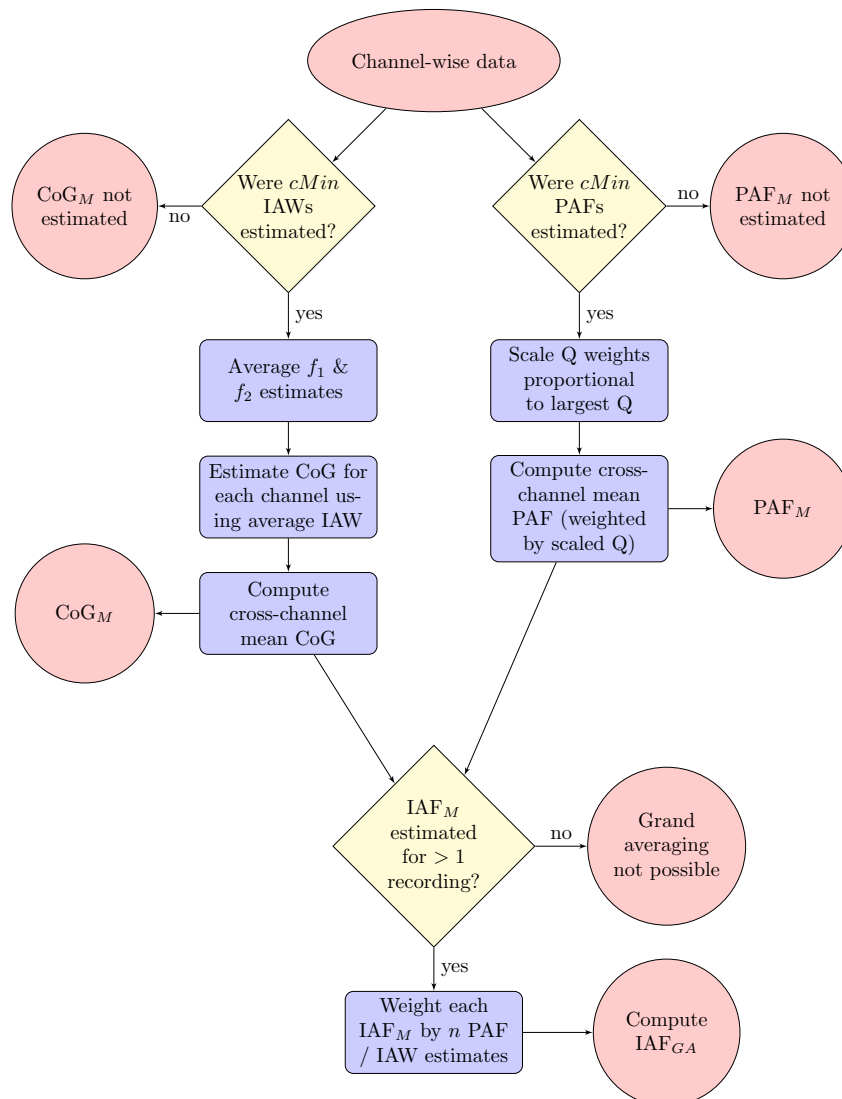 Channel-wise data
Were cMin
IAWs
estimated?
Were cMin
PAFs
estimated?
CoG_M not
estimated
no
no
PAF_M not
estimated
yes
yes
Average f_1 &
f_2 estimates
Scale Q weights
proportional
to largest Q
Estimate CoG for
each channel us-
ing average IAW
Compute cross-
channel mean
PAF (weighted
by scaled Q)
PAF_M
CoG_M
Compute
cross-channel
mean CoG
IAF_M
estimated
for > 1
recording?
no
Grand
averaging
not possible
yes
Weight each
IAF_M by n PAF
/ IAW estimates
Compute
IAF_GA